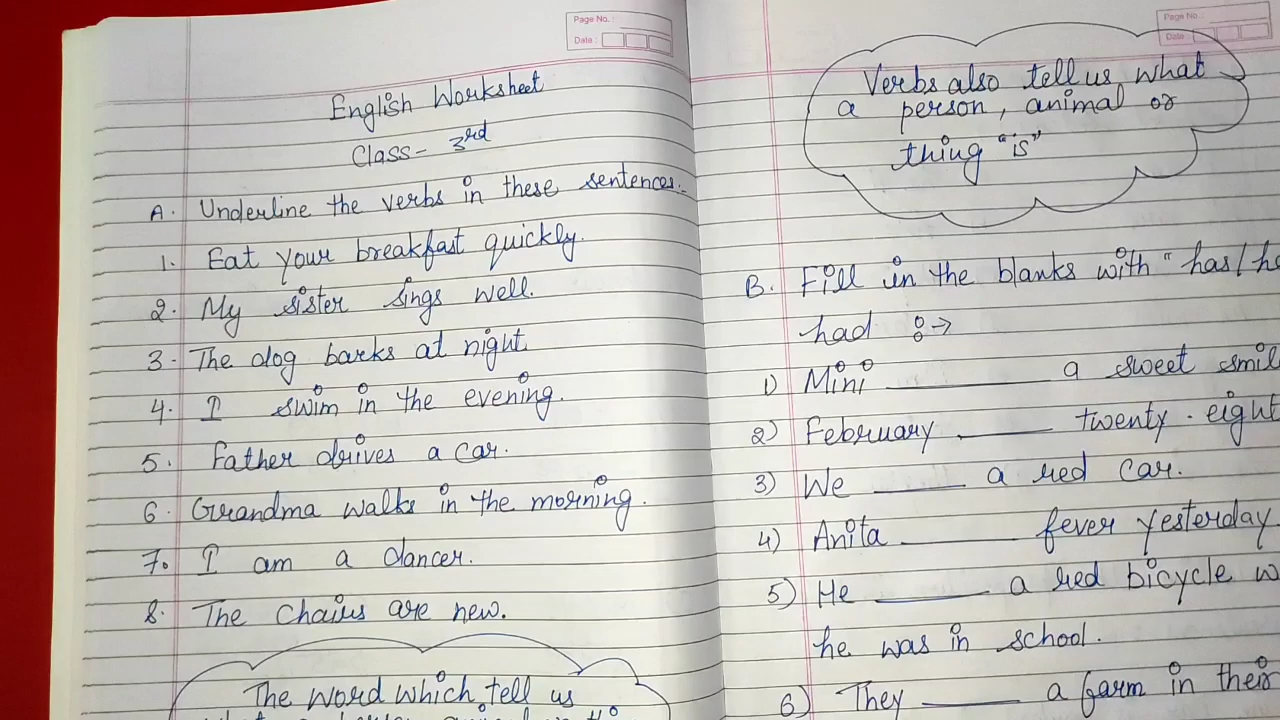 Page No. :
Date :
English Worksheet
Class - 3rd
A. Underline the verbs in these sentences.
1. Eat your breakfast quickly.
2. My sister sings well.
3. The dog barks at night
4. I swim in the evening.
5. Father drives a car.
6. Grandma walks in the morning.
7. I am a dancer.
8. The chairs are new.
The word which tell us
Page No. :
Date :
Verbs also tell us what
a person, animal or
thing "is"
B. Fill in the blanks with "has/
had :→
1) Mini ______ a sweet
2) February ______ twenty-eight
3) We ______ a red car.
4) Anita ______ fever yesterday
5) He ______ a red bicycle
he was in school.
6) They ______ a farm in their